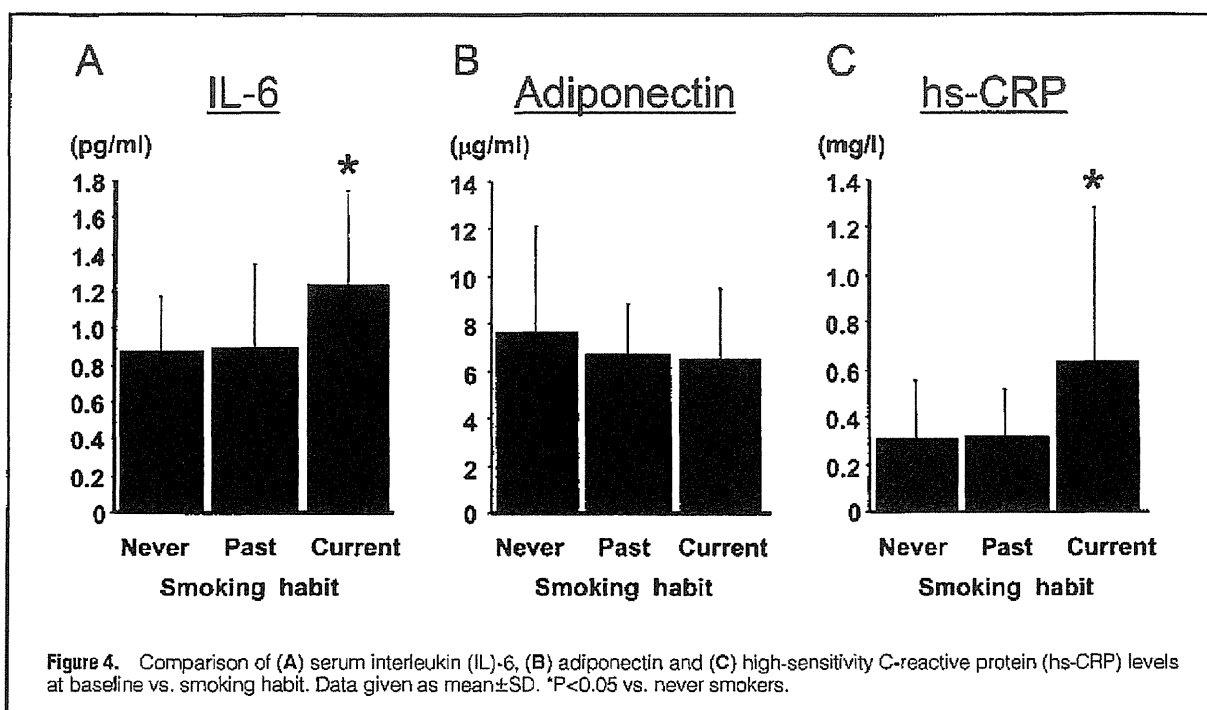 A
IL-6
(pg/ml)
*
1.8
1.6
1.4
1.2
1.0
0.8
0.6
0.4
0.2
0
Never Past Current
Smoking habit
B
Adiponectin
(µg/ml)
14
12
10
8
6
4
2
0
Never Past Current
Smoking habit
C
hs-CRP
(mg/l)
*
1.4
1.2
1.0
0.8
0.6
0.4
0.2
0
Never Past Current
Smoking habit
Figure 4. Comparison of (A) serum interleukin (IL)-6, (B) adiponectin and (C) high-sensitivity C-reactive protein (hs-CRP) levels
at baseline vs. smoking habit. Data given as mean±SD. *P<0.05 vs. never smokers.